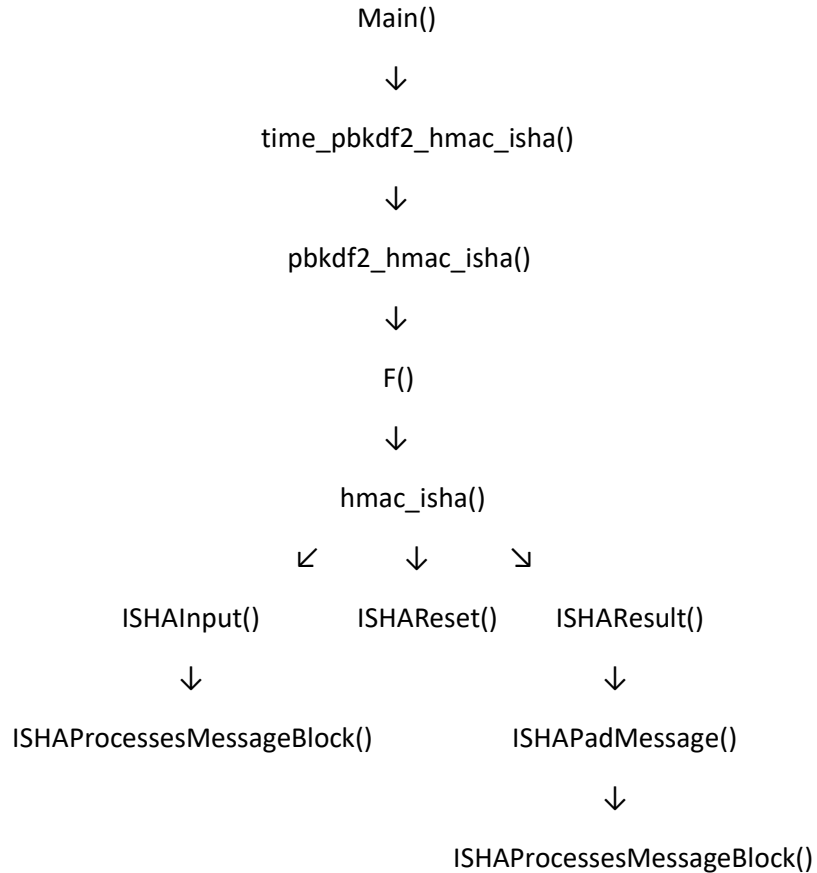 Main()
↓
time_pbkdf2_hmac_isha()
↓
pbkdf2_hmac_isha()
↓
F()
↓
hmac_isha()
↙ ↓ ↘
ISHAInput() ISHAReset() ISHAResult()
↓ ↓
ISHAProcessesMessageBlock() ISHAPadMessage()
↓
ISHAProcessesMessageBlock()